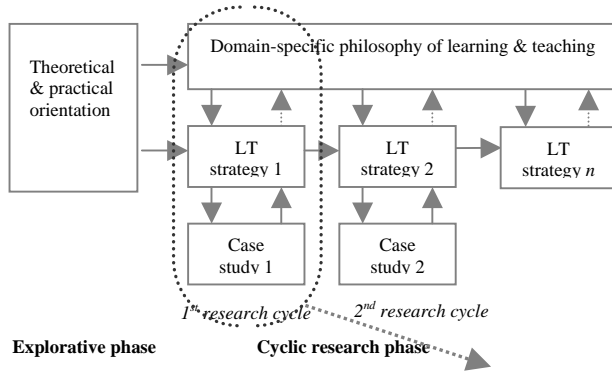 Domain-specific philosophy of learning & teaching
Theoretical
& practical
orientation
LT
strategy 1
LT
strategy 2
LT
strategy n
Case
study 1
Case
study 2
1st research cycle
2nd research cycle
Explorative phase
Cyclic research phase